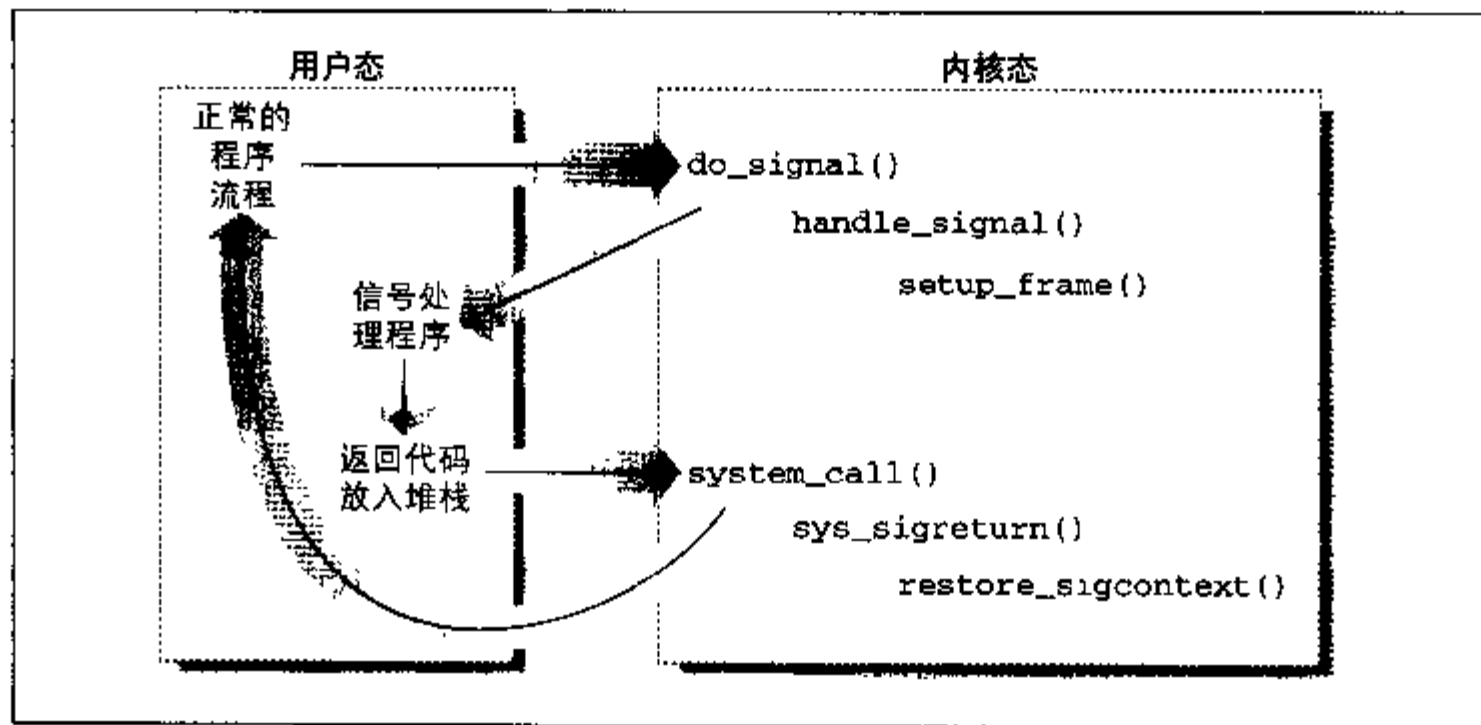 用户态
内核态
正常的
程序
流程
do_signal()
handle_signal()
setup_frame()
信号处
理程序
返回代码
放入堆栈
system_call()
sys_sigreturn()
restore_sigcontext()